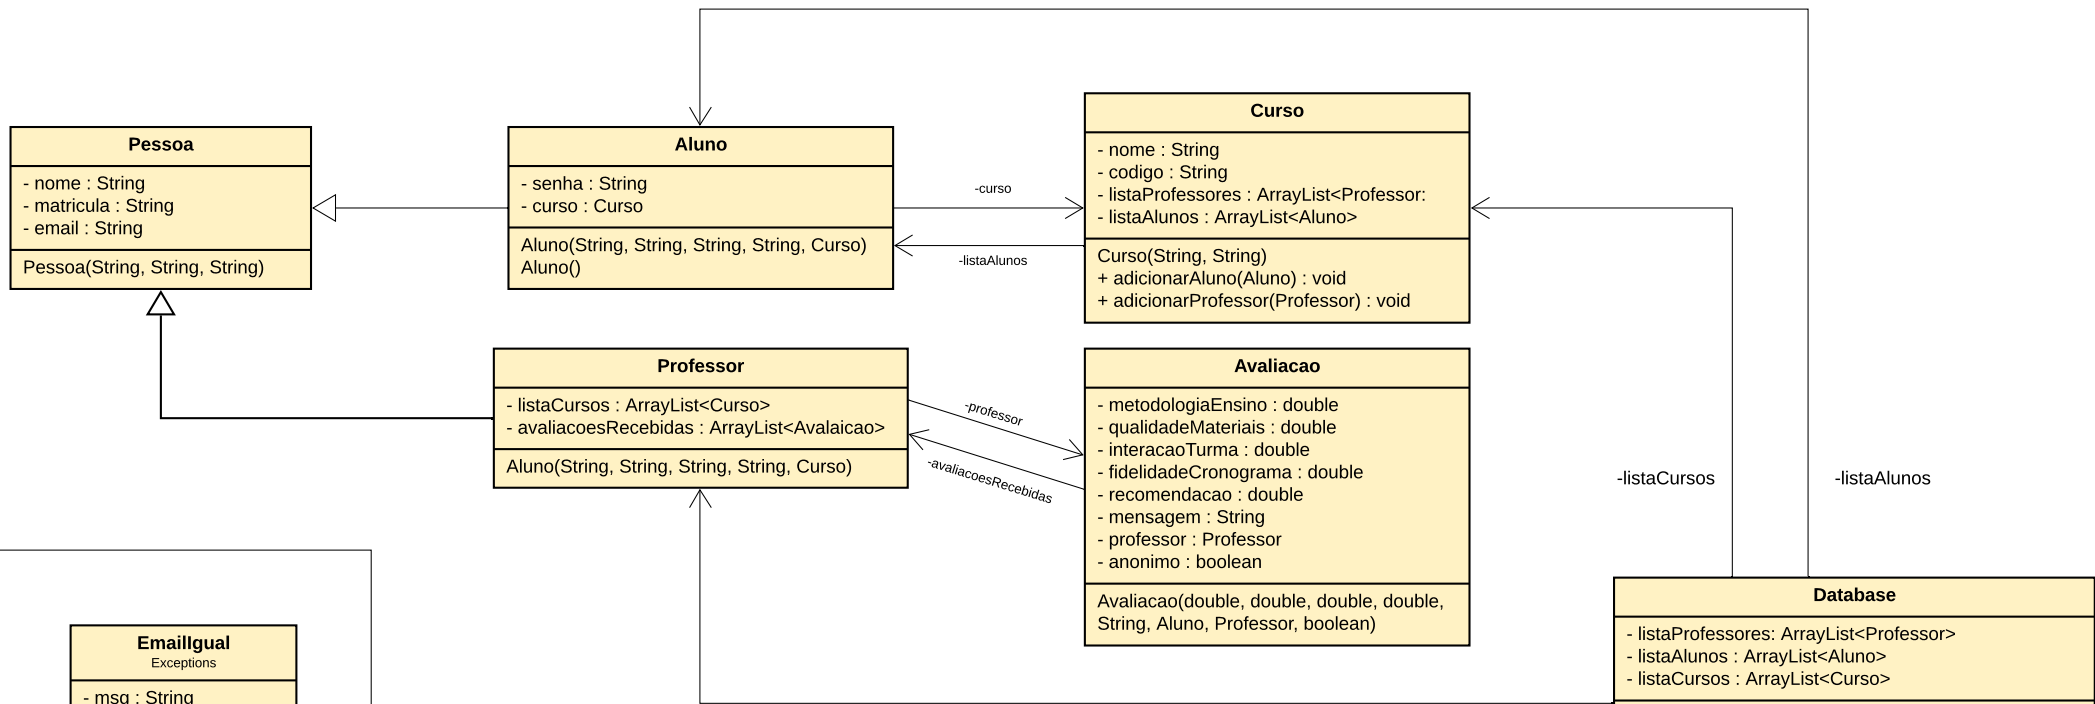 Pessoa
- nome : String
- matricula : String
- email : String
Pessoa(String, String, String)
Aluno
- senha : String
- curso : Curso
Aluno(String, String, String, String, Curso)
Aluno()
-curso
-listaAlunos
Curso
- nome : String
- codigo : String
- listaProfessores : ArrayList<Professor:
- listaAlunos : ArrayList<Aluno>
Curso(String, String)
+ adicionarAluno(Aluno) : void
+ adicionarProfessor(Professor) : void
Professor
- listaCursos : ArrayList<Curso>
- avaliacoesRecebidas : ArrayList<Avalaicao>
Aluno(String, String, String, String, Curso)
-professor
-avaliacoesRecebidas
Avaliacao
- metodologiaEnsino : double
- qualidadeMateriais : double
- interacaoTurma : double
- fidelidadeCronograma : double
- recomendacao : double
- mensagem : String
- professor : Professor
- anonimo : boolean
Avaliacao(double, double, double, double,
String, Aluno, Professor, boolean)
-listaCursos
-listaAlunos
EmailIgual
Exceptions
- msg : String
Database
- listaProfessores: ArrayList<Professor>
- listaAlunos : ArrayList<Aluno>
- listaCursos : ArrayList<Curso>